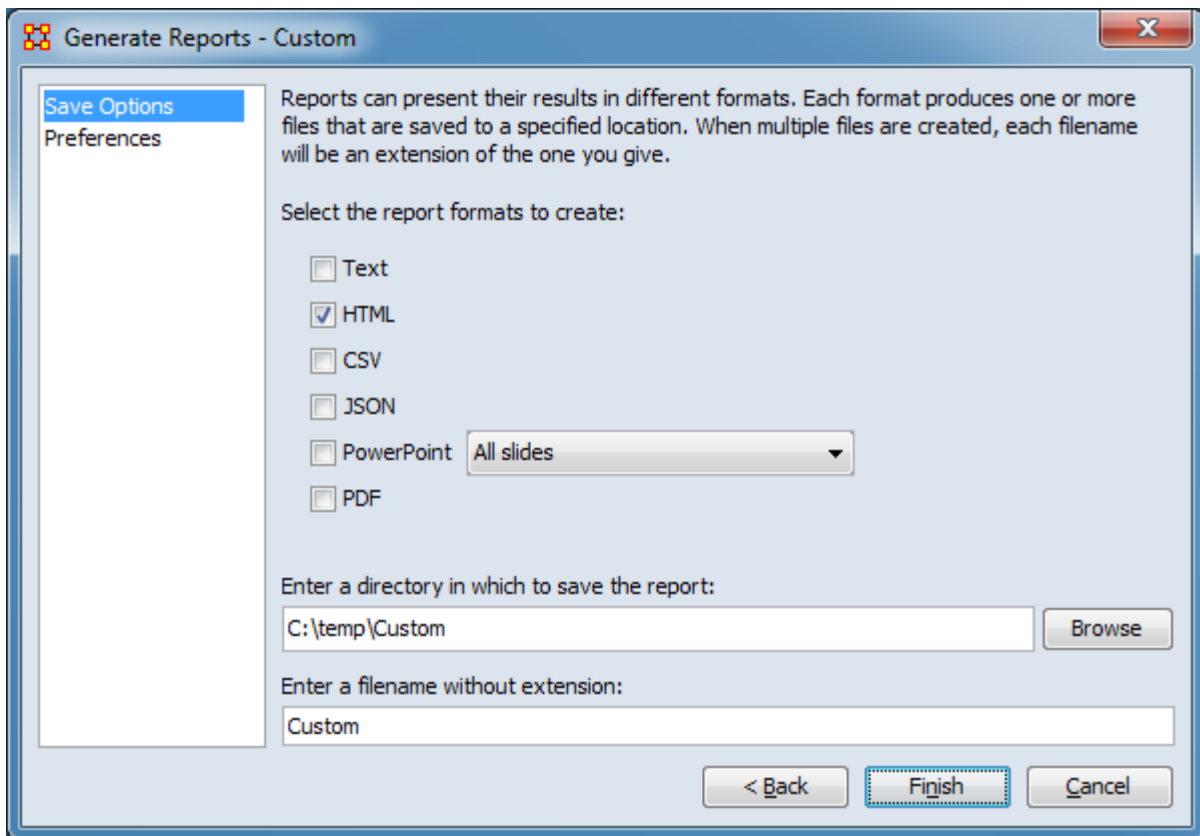 Generate Reports - Custom
Save Options
Preferences
Reports can present their results in different formats. Each format produces one or more
files that are saved to a specified location. When multiple files are created, each filename
will be an extension of the one you give.
Select the report formats to create:
Text
HTML
CSV
JSON
PowerPoint All slides
PDF
Enter a directory in which to save the report:
C:\temp\Custom Browse
Enter a filename without extension:
Custom
< Back Finish Cancel